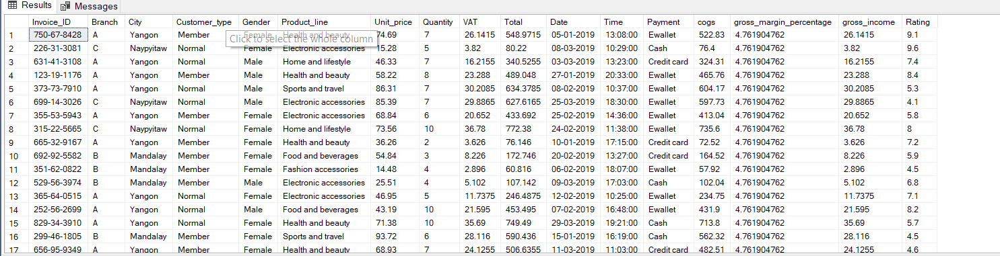 Results Messages
Invoice_ID Branch City Customer_type Gender Product_line Unit_price Quantity VAT Total Date Time Payment cogs gross_margin_percentage gross_income Rating
1 750-67-8428 A Yangon Member Female Health and beauty 74.69 7 26.1415 548.9715 05-01-2019 13:08:00 Ewallet 522.83 4.761904762 26.1415 9.1
Click to select the whole column
2 226-31-3081 C Naypyitaw Normal Female Electronic accessories 15.28 5 3.82 80.22 08-03-2019 10:29:00 Cash 76.4 4.761904762 3.82 9.6
3 631-41-3108 A Yangon Normal Male Home and lifestyle 46.33 7 16.2155 340.5255 03-03-2019 13:23:00 Credit card 324.31 4.761904762 16.2155 7.4
4 123-19-1176 A Yangon Member Male Health and beauty 58.22 8 23.288 489.048 27-01-2019 20:33:00 Ewallet 465.76 4.761904762 23.288 8.4
5 373-73-7910 A Yangon Normal Male Sports and travel 86.31 7 30.2085 634.3785 08-02-2019 10:37:00 Ewallet 604.17 4.761904762 30.2085 5.3
6 699-14-3026 C Naypyitaw Normal Male Electronic accessories 85.39 7 29.8865 627.6165 25-03-2019 18:30:00 Ewallet 597.73 4.761904762 29.8865 4.1
7 355-53-5943 A Yangon Member Female Electronic accessories 68.84 6 20.652 433.692 25-02-2019 14:36:00 Ewallet 413.04 4.761904762 20.652 5.8
8 315-22-5665 C Naypyitaw Normal Female Home and lifestyle 73.56 10 36.78 772.38 24-02-2019 11:38:00 Ewallet 735.6 4.761904762 36.78 8
9 665-32-9167 A Yangon Member Female Health and beauty 36.26 2 3.626 76.146 10-01-2019 17:15:00 Credit card 72.52 4.761904762 3.626 7.2
10 692-92-5582 B Mandalay Member Female Food and beverages 54.84 3 8.226 172.746 20-02-2019 13:27:00 Credit card 164.52 4.761904762 8.226 5.9
11 351-62-0822 B Mandalay Member Female Fashion accessories 14.48 4 2.896 60.816 06-02-2019 18:07:00 Ewallet 57.92 4.761904762 2.896 4.5
12 529-56-3974 B Mandalay Member Male Electronic accessories 25.51 4 5.102 107.142 09-03-2019 17:03:00 Cash 102.04 4.761904762 5.102 6.8
13 365-64-0515 A Yangon Normal Female Electronic accessories 46.95 5 11.7375 246.4875 12-02-2019 10:25:00 Ewallet 234.75 4.761904762 11.7375 7.1
14 252-56-2699 A Yangon Normal Male Food and beverages 43.19 10 21.595 453.495 07-02-2019 16:48:00 Ewallet 431.9 4.761904762 21.595 8.2
15 829-34-3910 A Yangon Normal Female Health and beauty 71.38 10 35.69 749.49 29-03-2019 19:21:00 Cash 713.8 4.761904762 35.69 5.7
16 299-46-1805 B Mandalay Member Female Sports and travel 93.72 6 28.116 590.436 15-01-2019 16:19:00 Cash 562.32 4.761904762 28.116 4.5
17 656-95-9349 A Yangon Member Female Health and beauty 68.93 7 24.1255 506.6355 11-03-2019 11:03:00 Credit card 482.51 4.761904762 24.1255 4.6